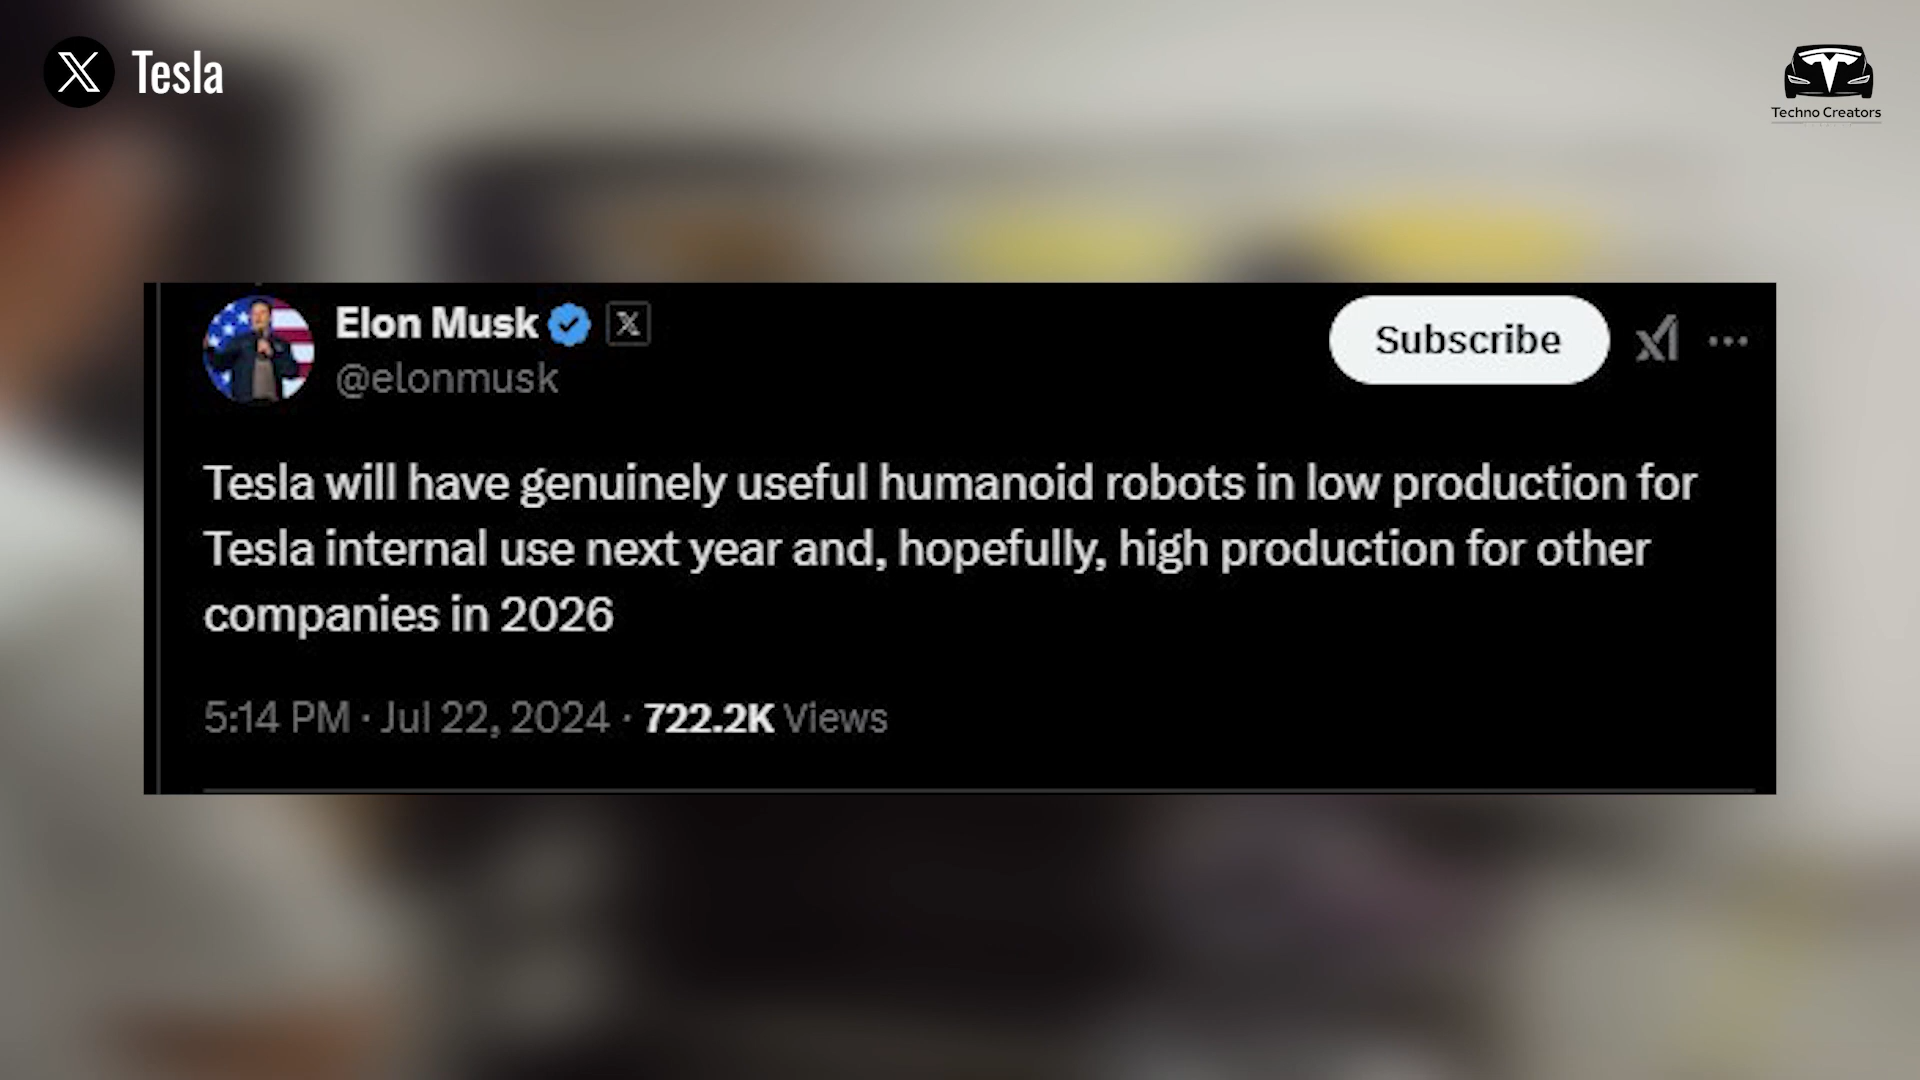 Tesla
Techno Creators
Elon Musk
@elonmusk
Subscribe
Tesla will have genuinely useful humanoid robots in low production for
Tesla internal use next year and, hopefully, high production for other
companies in 2026
5:14 PM · Jul 22, 2024 · 722.2K Views